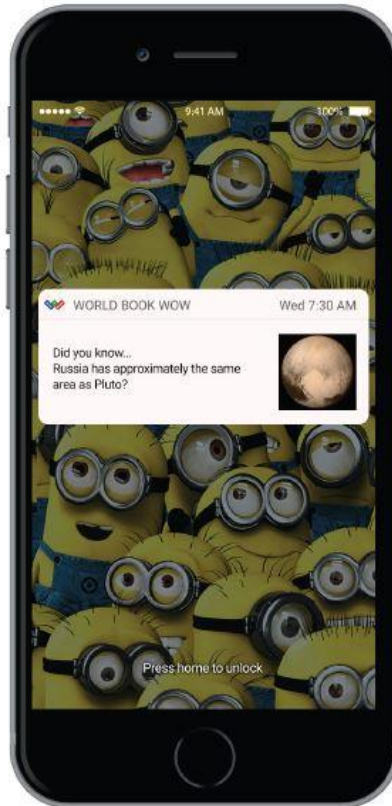 9:41 AM 100%
WORLD BOOK WOW Wed 7:30 AM
Did you know...
Russia has approximately the same
area as Pluto?
Press home to unlock